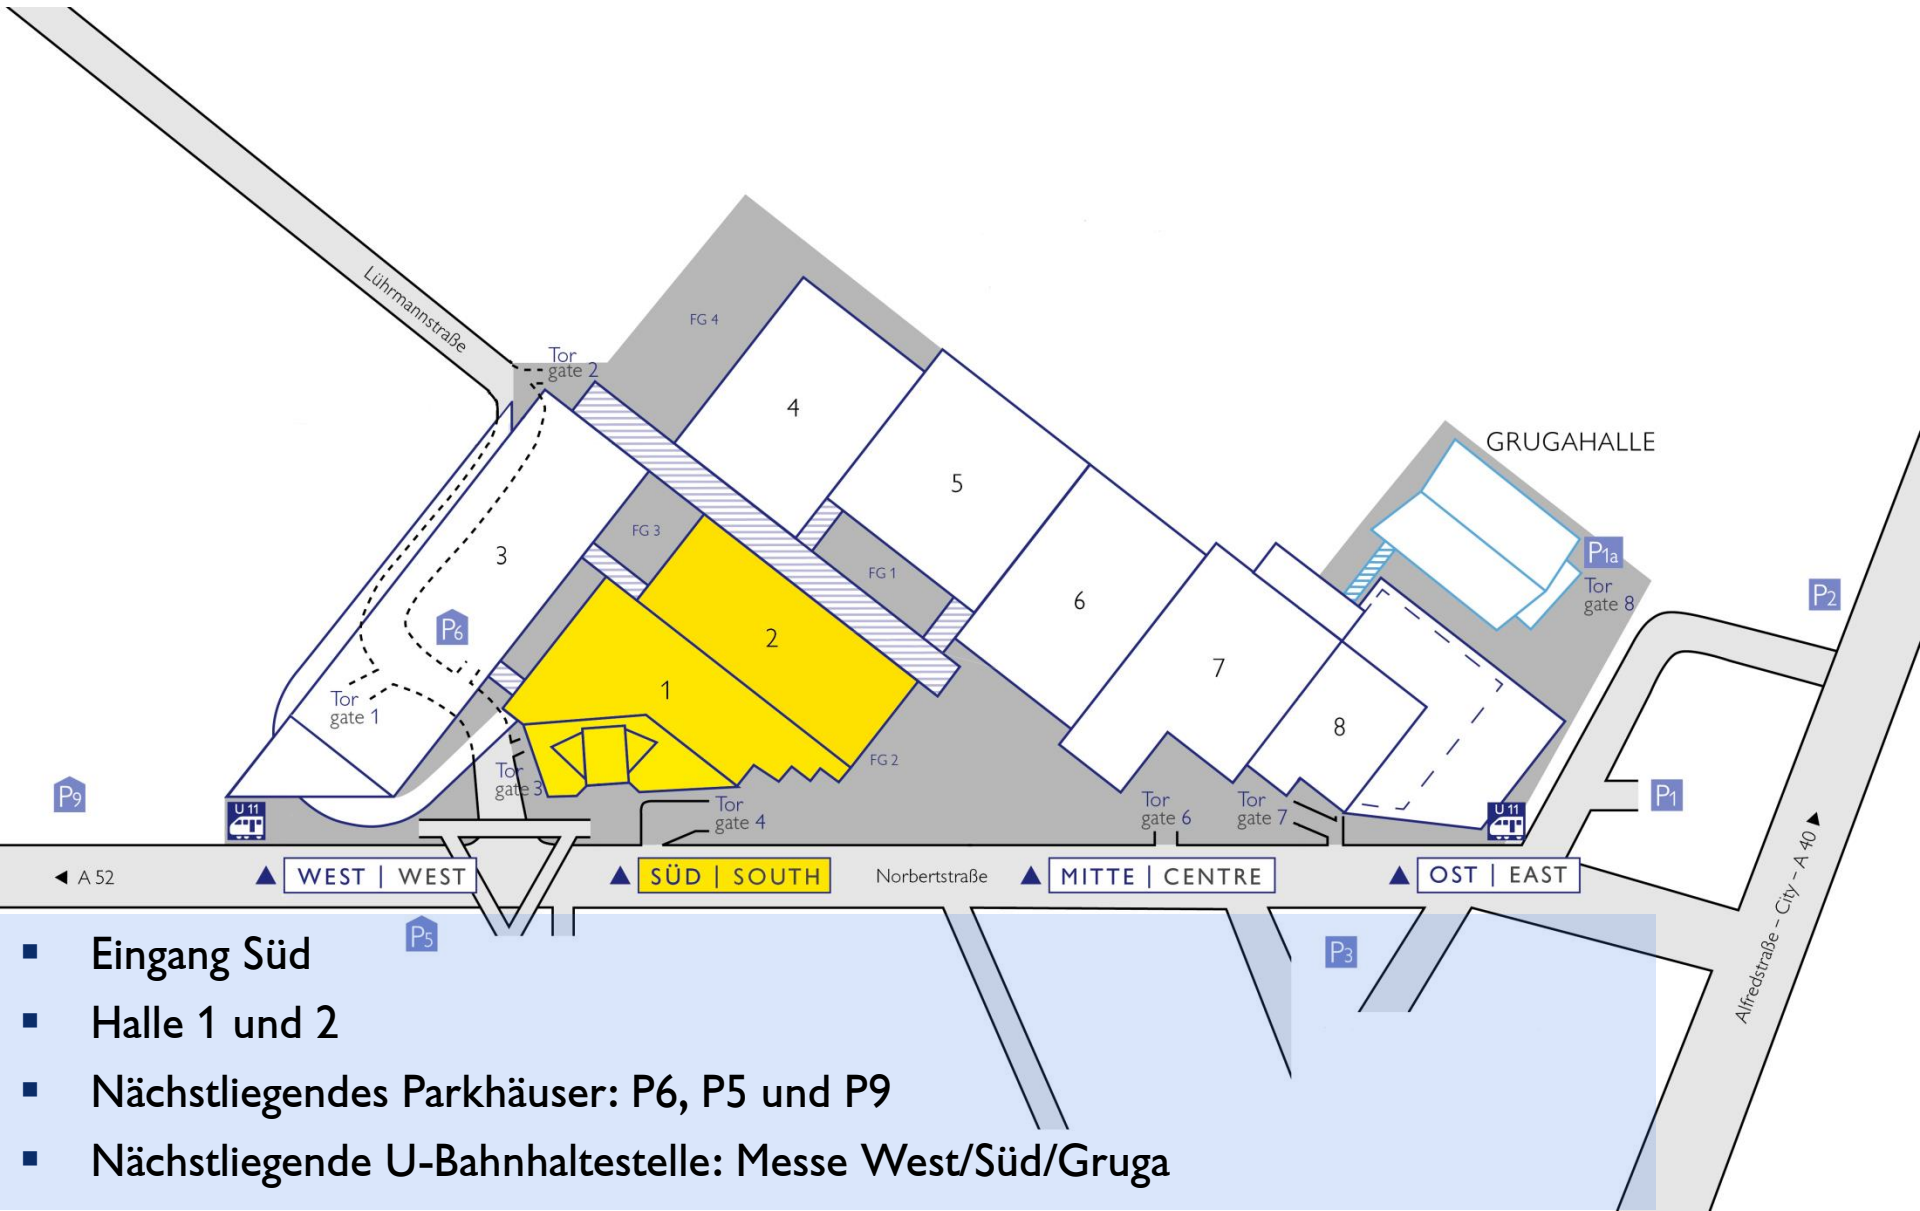 Lührmannstraße
FG 4
Tor
gate 2
4
GRUGAHALLE
5
FG 3
3
P1a
FG 1
Tor
gate 8
P2
6
P6
2
7
1
Tor
gate 1
8
FG 2
Tor
gate 3
P9
P1
Tor
gate 4
Tor
gate 6
Tor
gate 7
U 11
U 11
◄ A 52
▲ WEST | WEST
▲ SÜD | SOUTH
Norbertstraße
▲ MITTE | CENTRE
▲ OST | EAST
Alfredstraße – City – A 40 ►
P5
P3
▪ Eingang Süd
▪ Halle 1 und 2
▪ Nächstliegendes Parkhäuser: P6, P5 und P9
▪ Nächstliegende U-Bahnhaltestelle: Messe West/Süd/Gruga